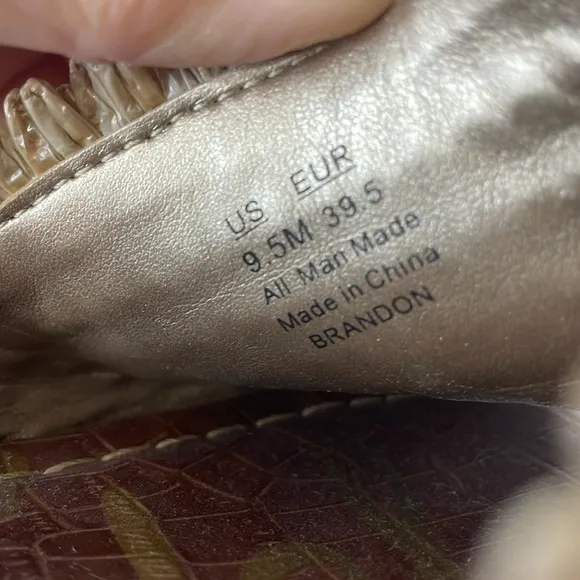 US EUR
9.5M 39.5
All Man Made
Made in China
BRANDON